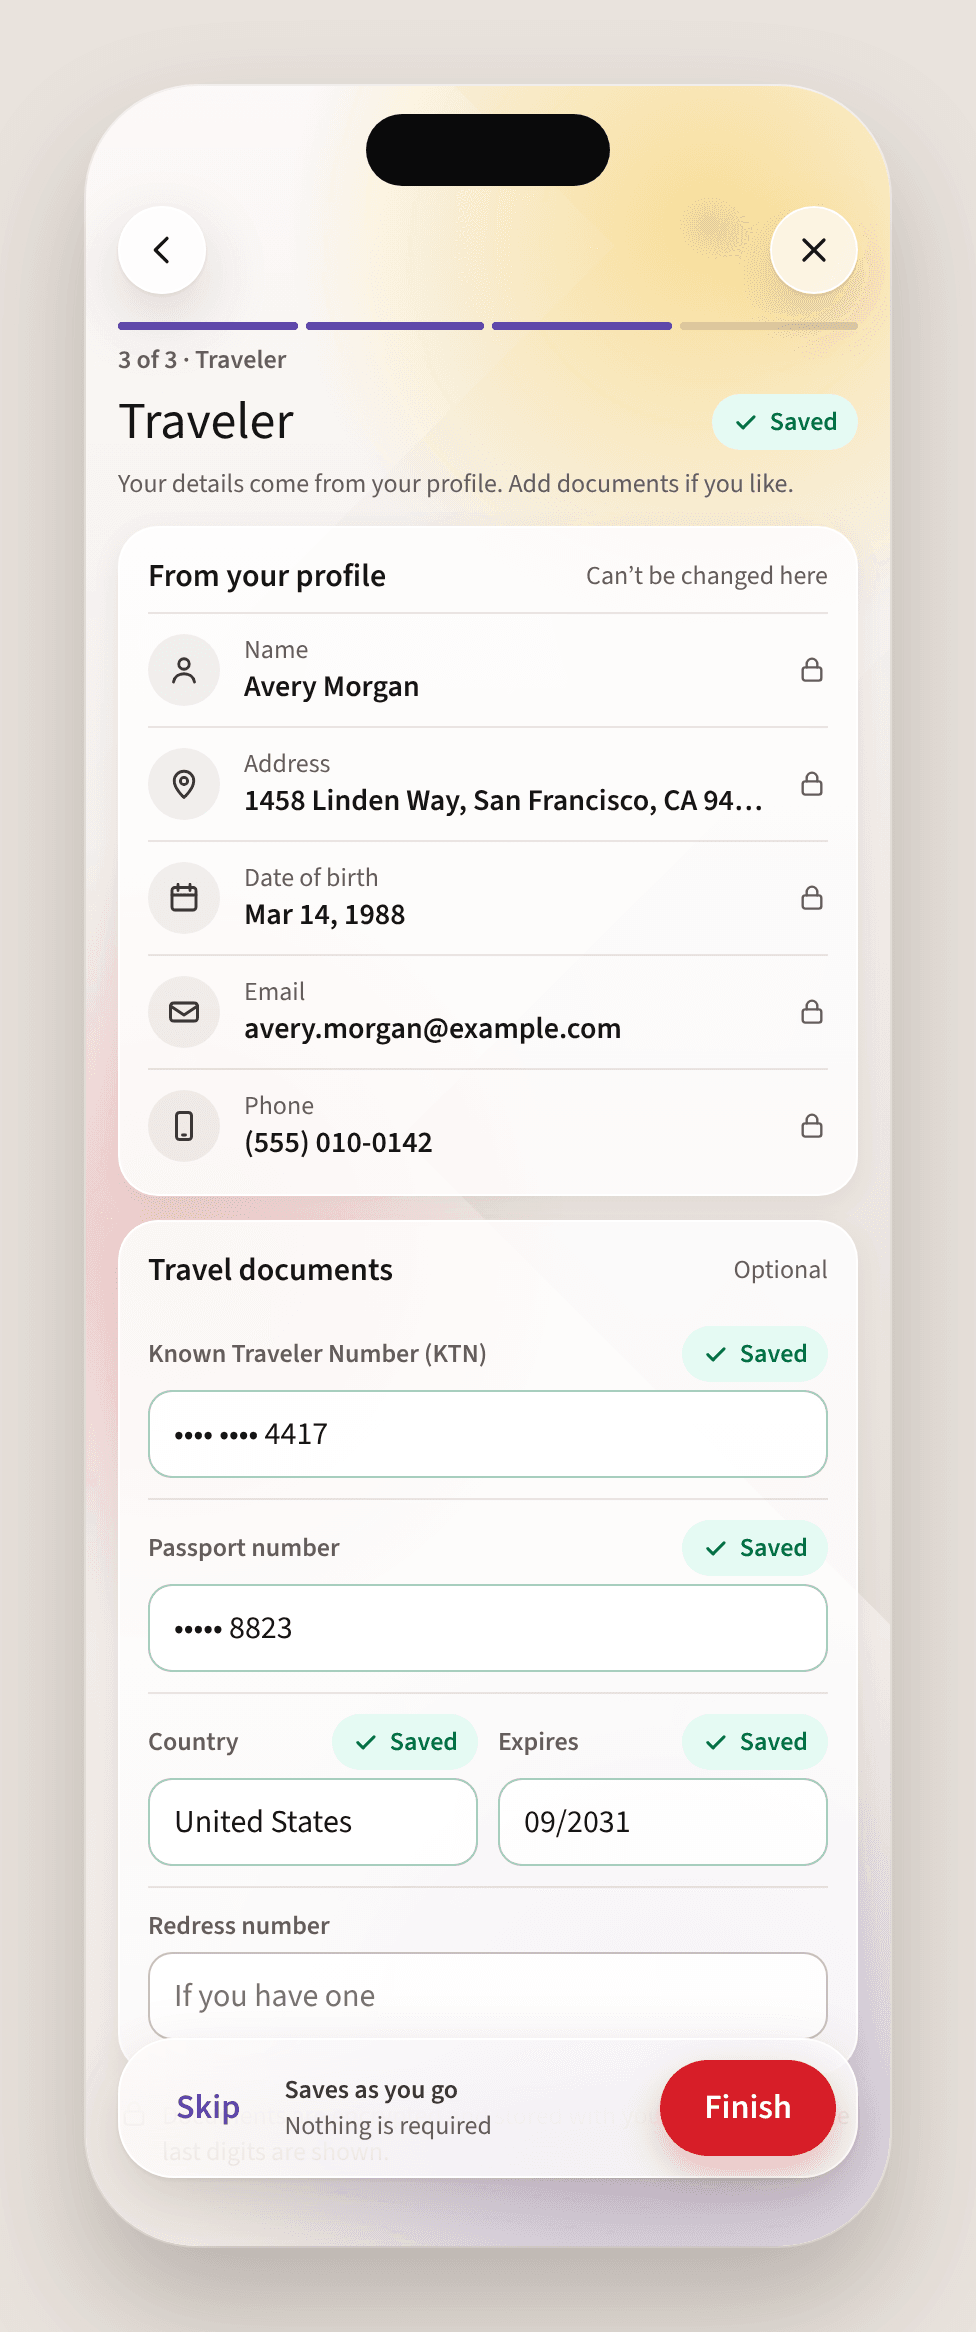 3 of 3 · Traveler
Traveler
Saved
Your details come from your profile. Add documents if you like.
From your profile
Can’t be changed here
Name
Avery Morgan
Address
1458 Linden Way, San Francisco, CA 94…
Date of birth
Mar 14, 1988
Email
avery.morgan@example.com
Phone
(555) 010-0142
Travel documents
Optional
Known Traveler Number (KTN)
Saved
•••• •••• 4417
Passport number
Saved
••••• 8823
Country
Saved
Expires
Saved
United States
09/2031
Redress number
If you have one
Skip
Saves as you go
Nothing is required
Finish
last digits are shown.